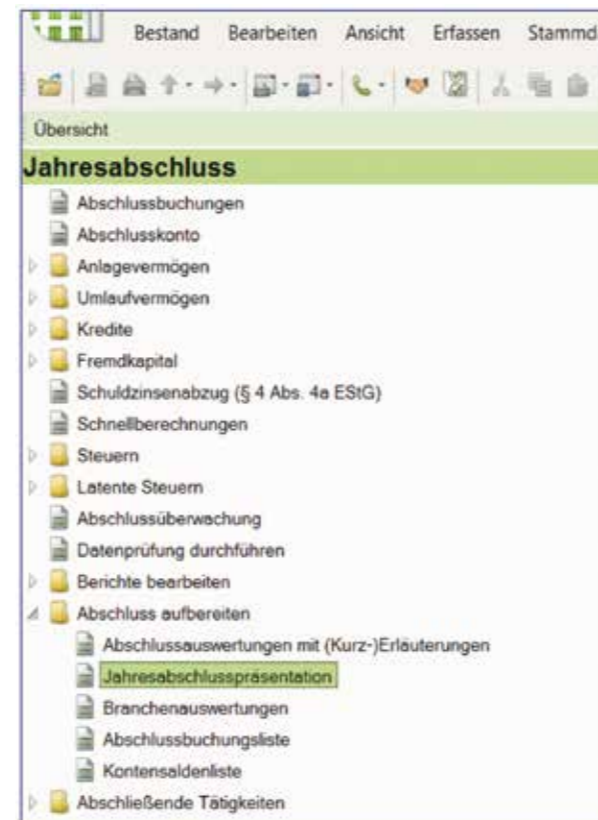 Bestand Bearbeiten Ansicht Erfassen Stammd
Übersicht
Jahresabschluss
Abschlussbuchungen
Abschlusskonto
Anlagevermögen
Umlaufvermögen
Kredite
Fremdkapital
Schuldzinsenabzug (§ 4 Abs. 4a EStG)
Schnellberechnungen
Steuern
Latente Steuern
Abschlussüberwachung
Datenprüfung durchführen
Berichte bearbeiten
Abschluss aufbereiten
Abschlussauswertungen mit (Kurz-)Erläuterungen
Jahresabschlusspräsentation
Branchenauswertungen
Abschlussbuchungsliste
Kontensaldenliste
Abschließende Tätigkeiten